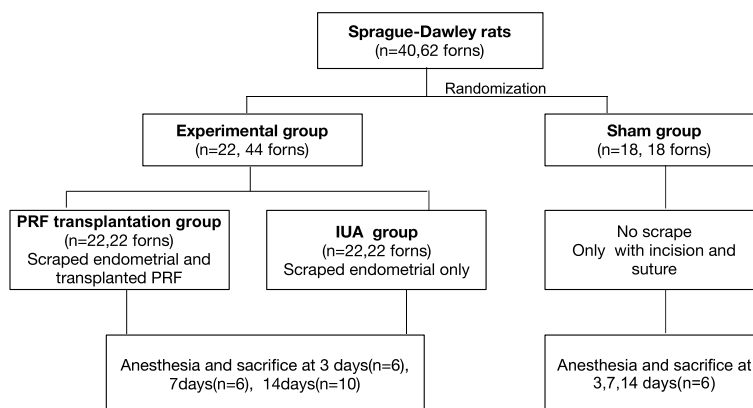 Sprague-Dawley rats
(n=40,62 forns)
Randomization
Experimental group
(n=22, 44 forns)
Sham group
(n=18, 18 forns)
PRF transplantation group
(n=22,22 forns)
Scraped endometrial and
transplanted PRF
IUA group
(n=22,22 forns)
Scraped endometrial only
No scrape
Only with incision and
suture
Anesthesia and sacrifice at 3 days(n=6),
7days(n=6), 14days(n=10)
Anesthesia and sacrifice at
3,7,14 days(n=6)